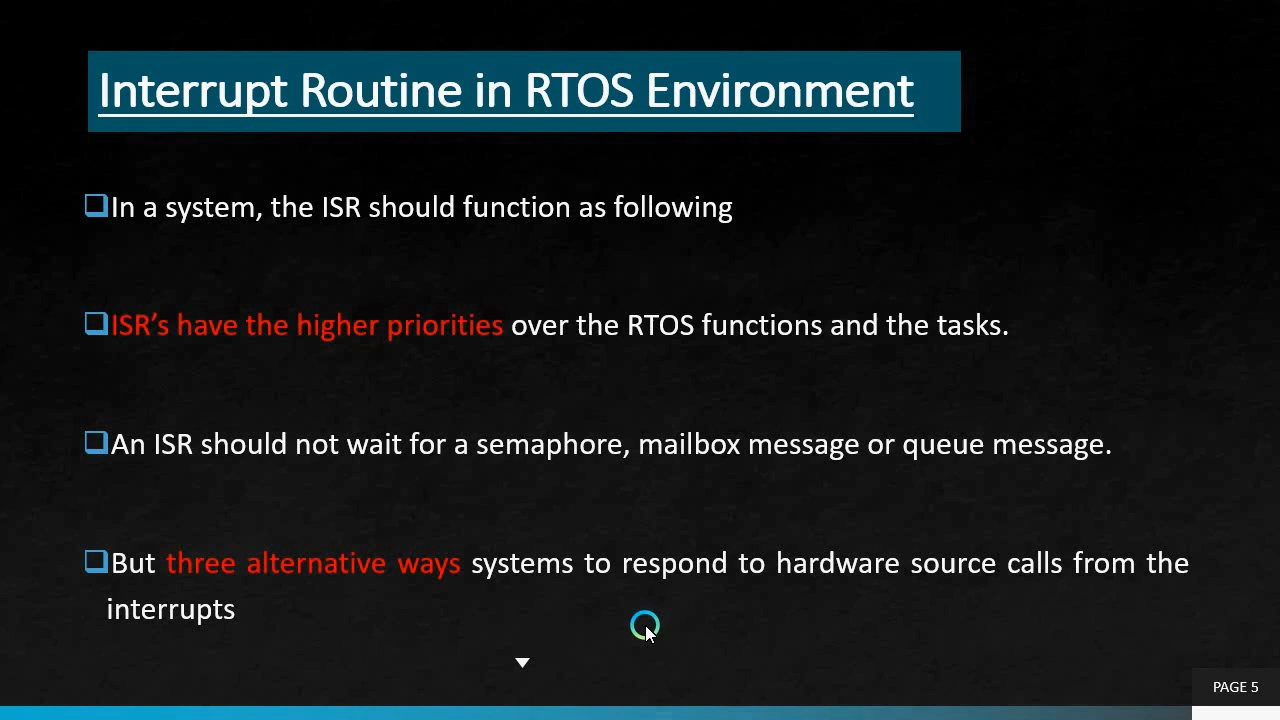 Interrupt Routine in RTOS Environment
In a system, the ISR should function as following
ISR’s have the higher priorities over the RTOS functions and the tasks.
An ISR should not wait for a semaphore, mailbox message or queue message.
But three alternative ways systems to respond to hardware source calls from the
interrupts
PAGE 5